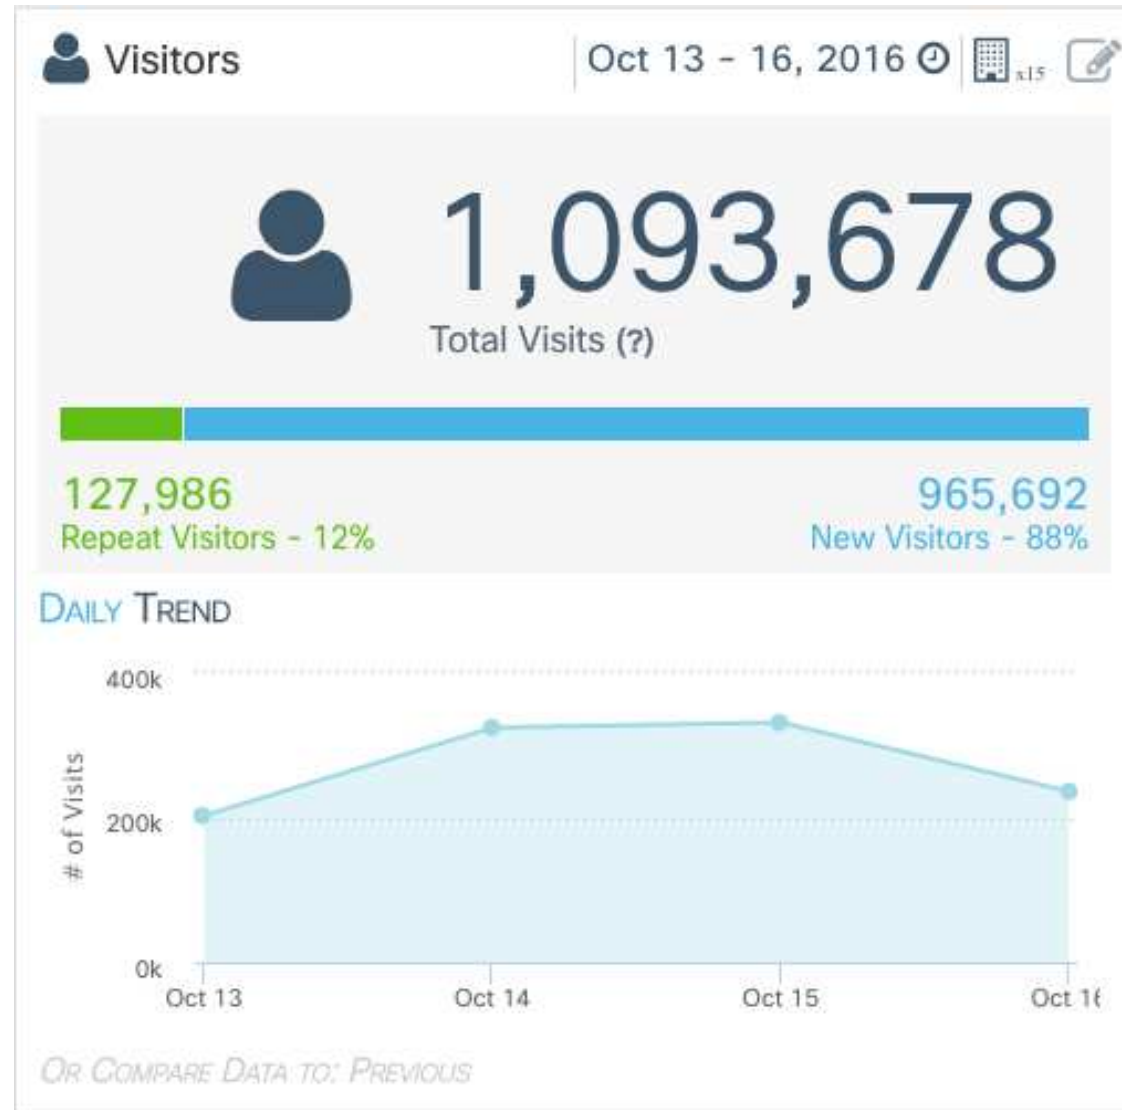 Visitors
Oct 13 - 16, 2016
x15
1,093,678
Total Visits (?)
127,986
Repeat Visitors - 12%
965,692
New Visitors - 88%
DAILY TREND
400k
200k
0k
# of Visits
Oct 13
Oct 14
Oct 15
Oct 16
OR COMPARE DATA TO: PREVIOUS